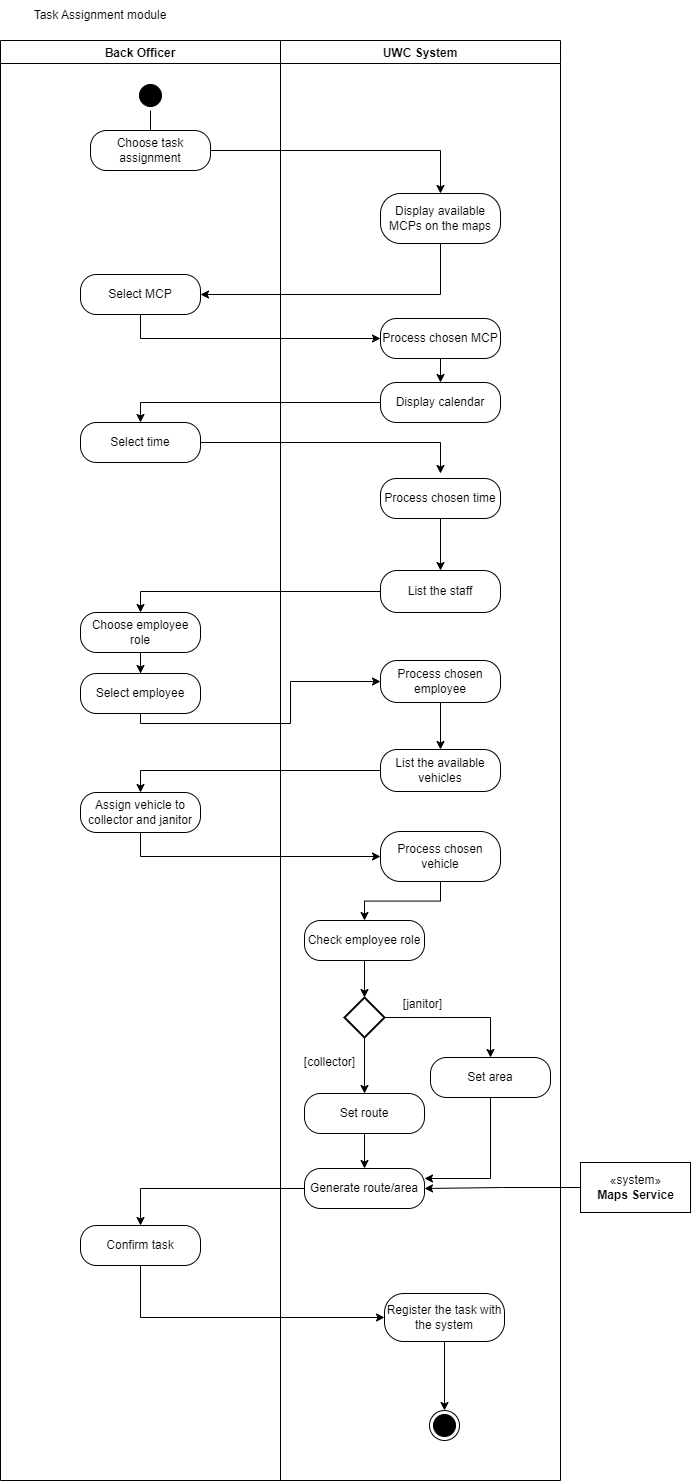 Task Assignment module
Back Officer
UWC System
Choose task
assignment
Display available
MCPs on the maps
Select MCP
Process chosen MCP
Display calendar
Select time
Process chosen time
List the staff
Choose employee
role
Process chosen
employee
Select employee
List the available
vehicles
Assign vehicle to
collector and janitor
Process chosen
vehicle
Check employee role
[janitor]
[collector]
Set area
Set route
Generate route/area
«system»
Maps Service
Confirm task
Register the task with
the system